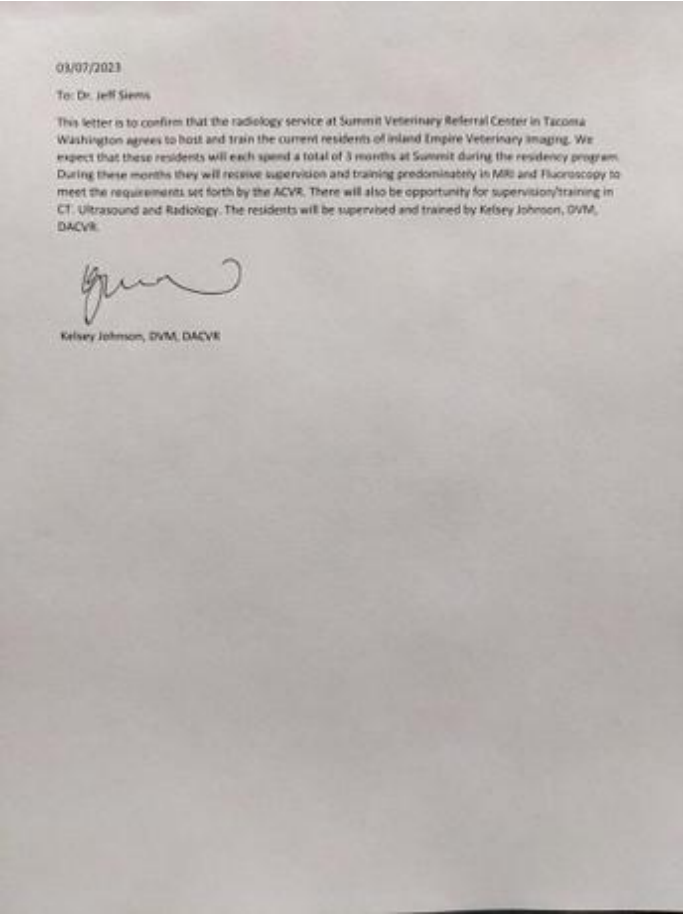 03/07/2023
To: Dr. Jeff Siems
This letter is to confirm that the radiology service at Summit Veterinary Referral Center in Tacoma
Washington agrees to host and train the current residents of Inland Empire Veterinary Imaging. We
expect that these residents will each spend a total of 3 months at Summit during the residency program.
During these months they will receive supervision and training predominately in MRI and Fluoroscopy to
meet the requirements set forth by the ACVR. There will also be opportunity for supervision/training in
CT, Ultrasound and Radiology. The residents will be supervised and trained by Kelsey Johnson, DVM,
DACVR.
Kelsey Johnson, DVM, DACVR